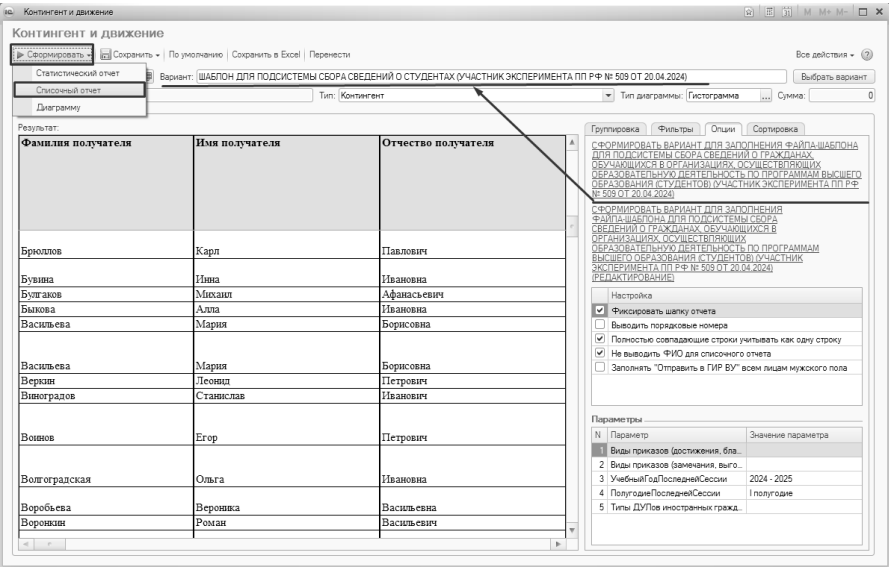 Контингент и движение
M M+ M-
Контингент и движение
Сформировать
Сохранить
По умолчанию
Сохранить в Excel
Перенести
Все действия
Статистический отчет
Списочный отчет
Диаграмму
Вариант: ШАБЛОН ДЛЯ ПОДСИСТЕМЫ СБОРА СВЕДЕНИЙ О СТУДЕНТАХ (УЧАСТНИК ЭКСПЕРИМЕНТА ПП РФ № 509 ОТ 20.04.2024)
Выбрать вариант
Тип: Контингент
Тип диаграммы: Гистограмма ...
Сумма: 0
Результат:
Фамилия получателя Имя получателя Отчество получателя
Брюллов Карл Павлович
Бувина Инна Ивановна
Булгаков Михаил Афанасьевич
Быкова Алла Ивановна
Васильева Мария Борисовна
Васильева Мария Борисовна
Веркин Леонид Петрович
Виноградов Станислав Иванович
Воинов Егор Петрович
Волгоградская Ольга Ивановна
Воробьева Вероника Васильевна
Воронкин Роман Васильевич
Группировка Фильтры Опции Сортировка
СФОРМИРОВАТЬ ВАРИАНТ ДЛЯ ЗАПОЛНЕНИЯ ФАЙЛА-ШАБЛОНА
ДЛЯ ПОДСИСТЕМЫ СБОРА СВЕДЕНИЙ О ГРАЖДАНАХ,
ОБУЧАЮЩИХСЯ В ОРГАНИЗАЦИЯХ, ОСУЩЕСТВЛЯЮЩИХ
ОБРАЗОВАТЕЛЬНУЮ ДЕЯТЕЛЬНОСТЬ ПО ПРОГРАММАМ ВЫСШЕГО
ОБРАЗОВАНИЯ (СТУДЕНТОВ) (УЧАСТНИК ЭКСПЕРИМЕНТА ПП РФ
№ 509 ОТ 20.04.2024)
СФОРМИРОВАТЬ ВАРИАНТ ДЛЯ ЗАПОЛНЕНИЯ
ФАЙЛА-ШАБЛОНА ДЛЯ ПОДСИСТЕМЫ СБОРА
СВЕДЕНИЙ О ГРАЖДАНАХ, ОБУЧАЮЩИХСЯ В
ОРГАНИЗАЦИЯХ, ОСУЩЕСТВЛЯЮЩИХ
ОБРАЗОВАТЕЛЬНУЮ ДЕЯТЕЛЬНОСТЬ ПО ПРОГРАММАМ
ВЫСШЕГО ОБРАЗОВАНИЯ (СТУДЕНТОВ) (УЧАСТНИК
ЭКСПЕРИМЕНТА ПП РФ № 509 ОТ 20.04.2024)
(РЕДАКТИРОВАНИЕ)
Настройка
Фиксировать шапку отчета
Выводить порядковые номера
Полностью совпадающие строки учитывать как одну строку
Не выводить ФИО для списочного отчета
Заполнять "Отправить в ГИР ВУ" всем лицам мужского пола
Параметры
N Параметр Значение параметра
1 Виды приказов (достижения, бла...
2 Виды приказов (замечания, выго...
3 УчебныйГодПоследнейСессии 2024 - 2025
4 ПолугодиеПоследнейСессии I полугодие
5 Типы ДУЛов иностранных гражд...